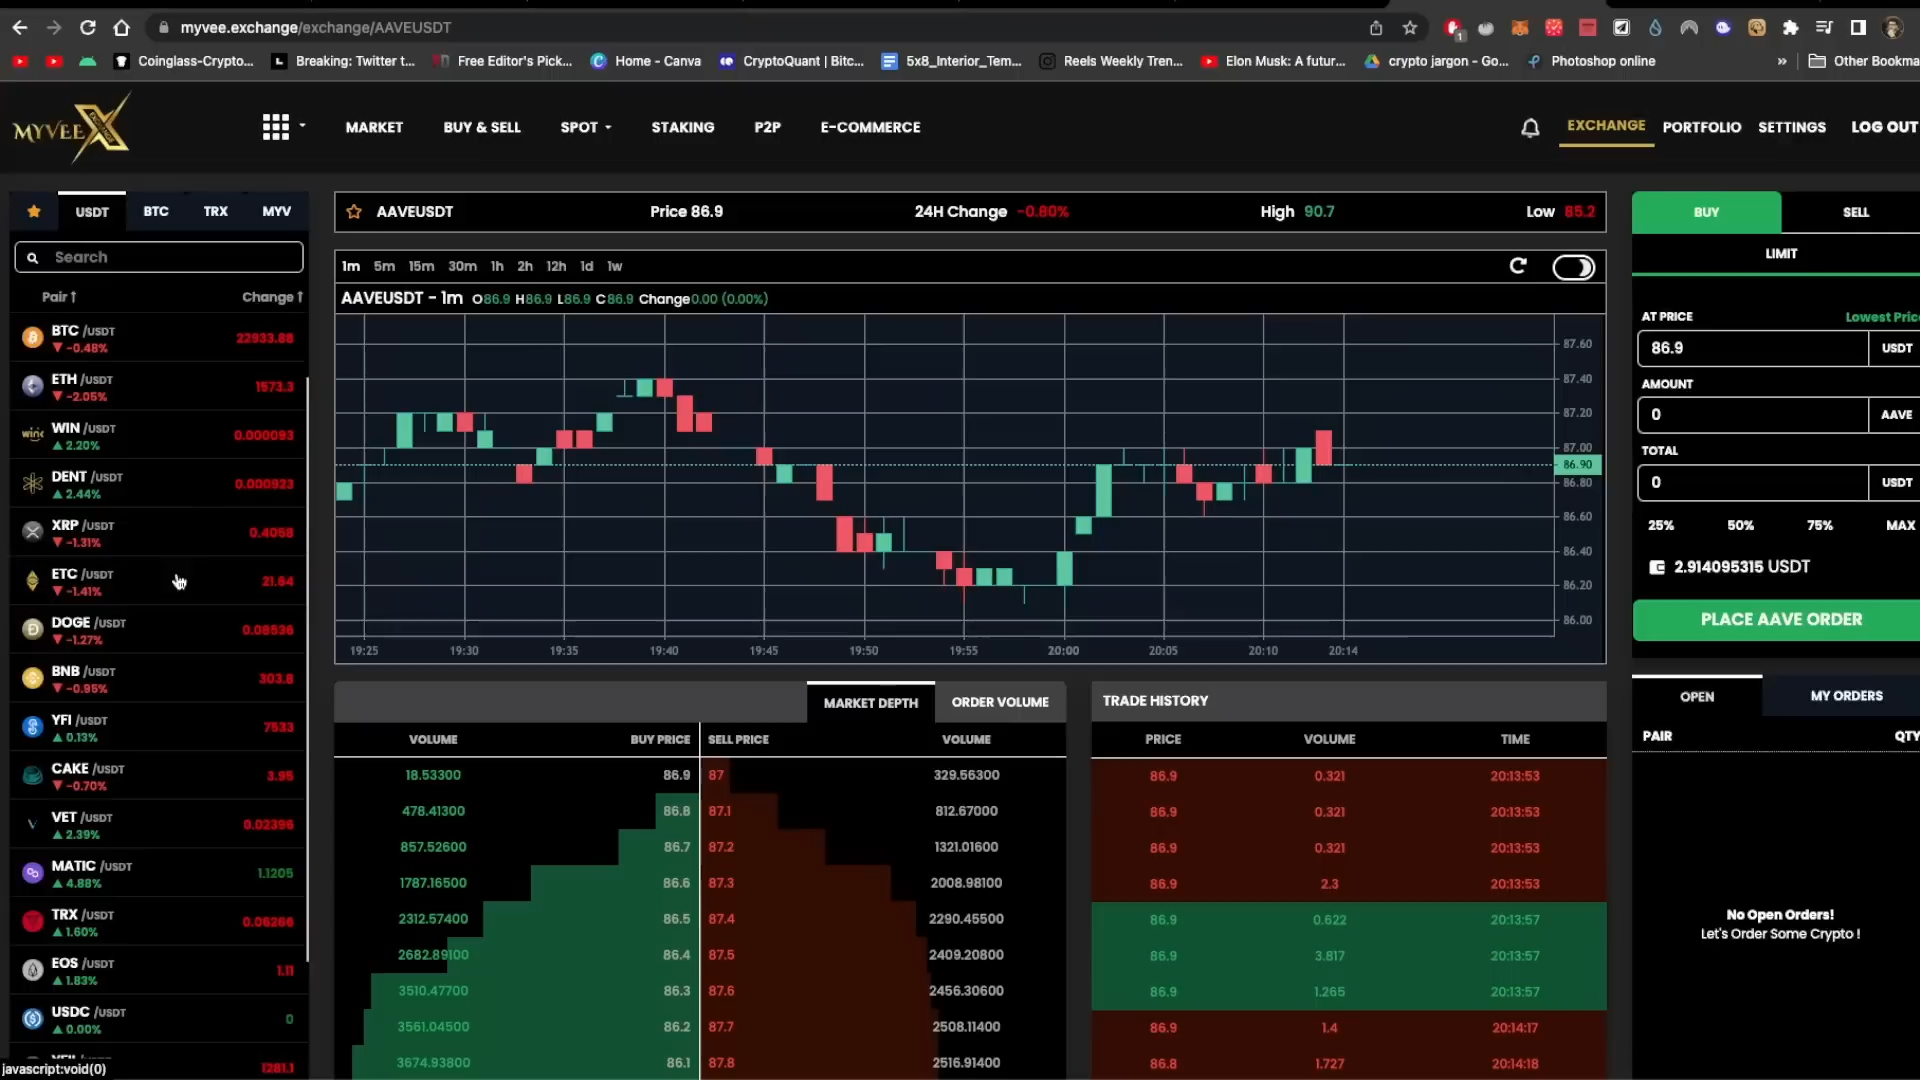 myvee.exchange/exchange/AAVEUSDT
1
Coinglass-Crypto...
Breaking: Twitter t...
Free Editor's Pick...
Home - Canva
CryptoQuant | Bitc...
5x8_Interior_Tem...
Reels Weekly Tren...
Elon Musk: A futur...
crypto jargon - Go...
Photoshop online
»
Other Bookma
MYVEEX
MARKET
BUY & SELL
SPOT
STAKING
P2P
E-COMMERCE
EXCHANGE
PORTFOLIO
SETTINGS
LOG OUT
USDT BTC TRX MYV
Search
Pair↑ Change↑
BTC /USDT
▼ -0.48%
22933.88
ETH /USDT
▼ -2.05%
1573.3
WIN /USDT
▲ 2.20%
0.000093
DENT /USDT
▲ 2.44%
0.000923
XRP /USDT
▼ -1.31%
0.4058
ETC /USDT
▼ -1.41%
21.64
DOGE /USDT
▼ -1.27%
0.08536
BNB /USDT
▼ -0.95%
303.8
YFI /USDT
▲ 0.13%
7533
CAKE /USDT
▼ -0.70%
3.95
VET /USDT
▲ 2.39%
0.02396
MATIC /USDT
▲ 4.88%
1.1205
TRX /USDT
▲ 1.60%
0.06266
EOS /USDT
▲ 1.83%
1.11
USDC /USDT
▲ 0.00%
0
1281.1
javascript:void(0)
AAVEUSDT Price 86.9 24H Change -0.80% High 90.7 Low 85.2
1m 5m 15m 30m 1h 2h 12h 1d 1w
AAVEUSDT - 1m O86.9 H86.9 L86.9 C86.9 Change0.00 (0.00%)
87.60
87.40
87.20
87.00
86.90
86.80
86.60
86.40
86.20
86.00
19:25 19:30 19:35 19:40 19:45 19:50 19:55 20:00 20:05 20:10 20:14
MARKET DEPTH ORDER VOLUME
VOLUME BUY PRICE SELL PRICE VOLUME
18.53300 86.9 87 329.56300
478.41300 86.8 87.1 812.67000
857.52600 86.7 87.2 1321.01600
1787.16500 86.6 87.3 2008.98100
2312.57400 86.5 87.4 2290.45500
2682.89100 86.4 87.5 2409.20800
3510.47700 86.3 87.6 2456.30600
3561.04500 86.2 87.7 2508.11400
3674.93800 86.1 87.8 2516.91400
TRADE HISTORY
PRICE VOLUME TIME
86.9 0.321 20:13:53
86.9 0.321 20:13:53
86.9 0.321 20:13:53
86.9 2.3 20:13:53
86.9 0.622 20:13:57
86.9 3.817 20:13:57
86.9 1.265 20:13:57
86.9 1.4 20:14:17
86.8 1.727 20:14:18
BUY SELL
LIMIT
AT PRICE Lowest Pric
86.9 USDT
AMOUNT
0 AAVE
TOTAL
0 USDT
25% 50% 75% MAX
2.914095315 USDT
PLACE AAVE ORDER
OPEN MY ORDERS
PAIR QTY
No Open Orders!
Let's Order Some Crypto !